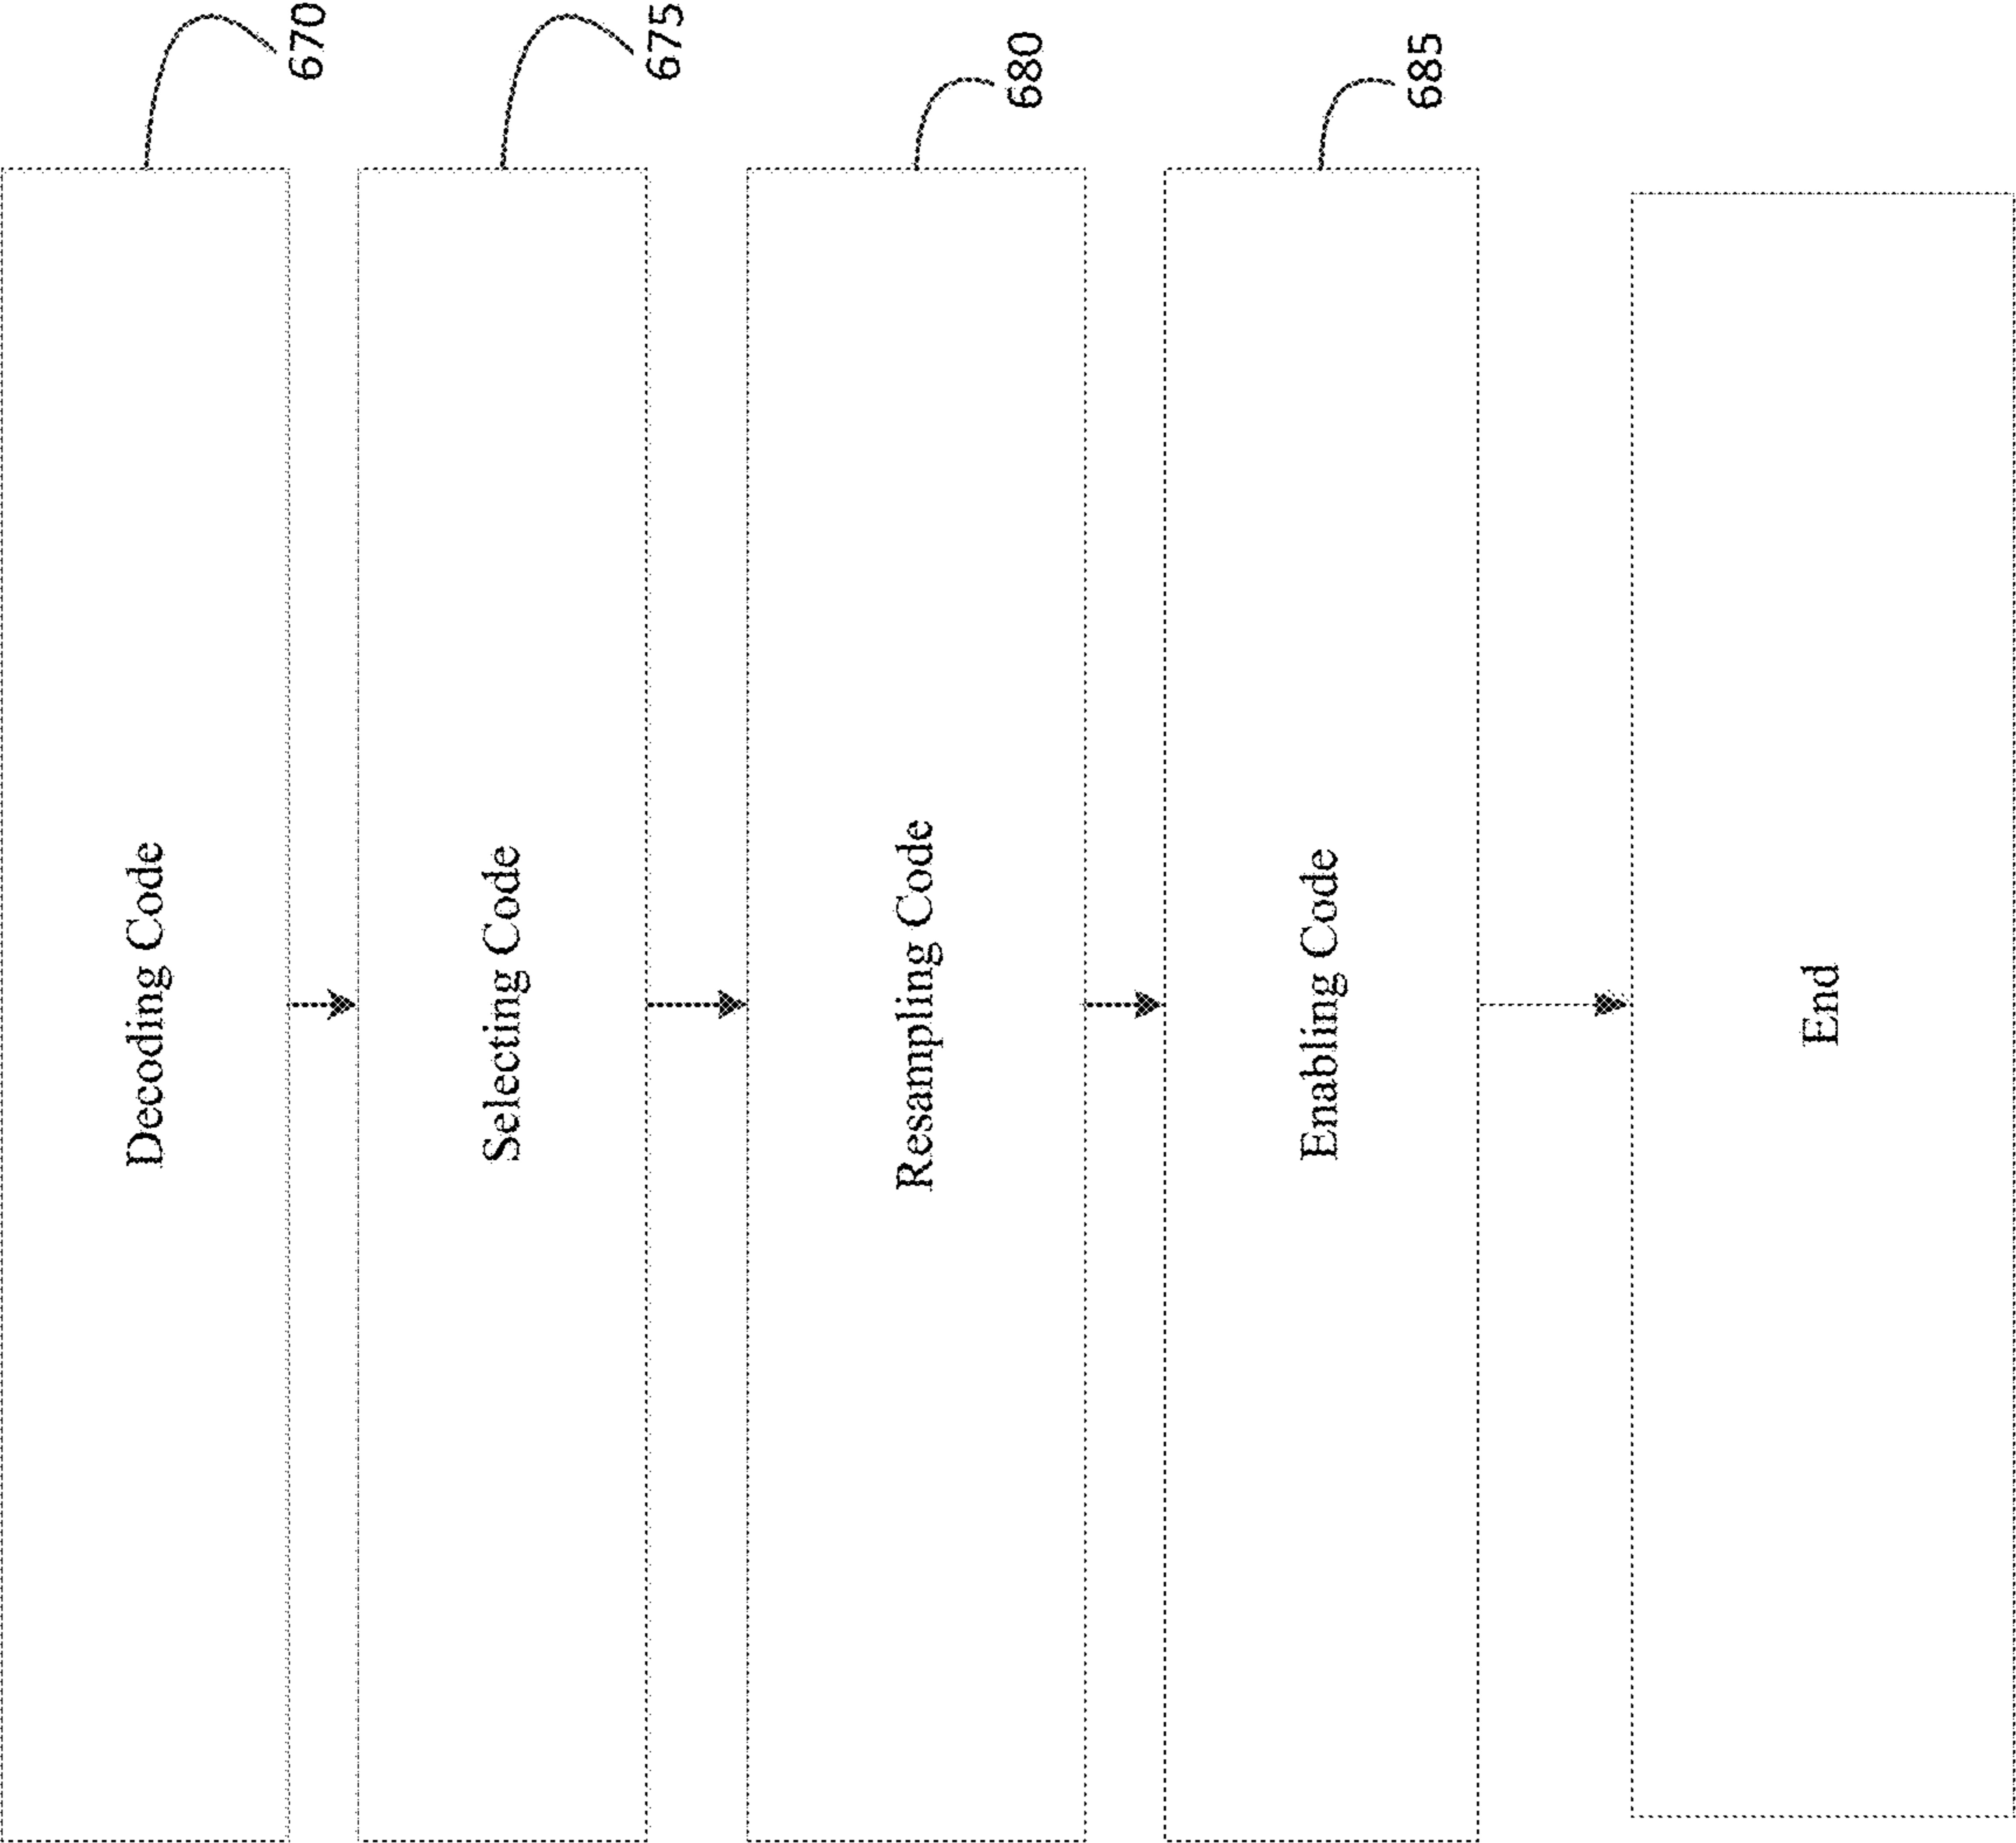 Decoding Code
670
Selecting Code
675
Resampling Code
680
Enabling Code
685
End